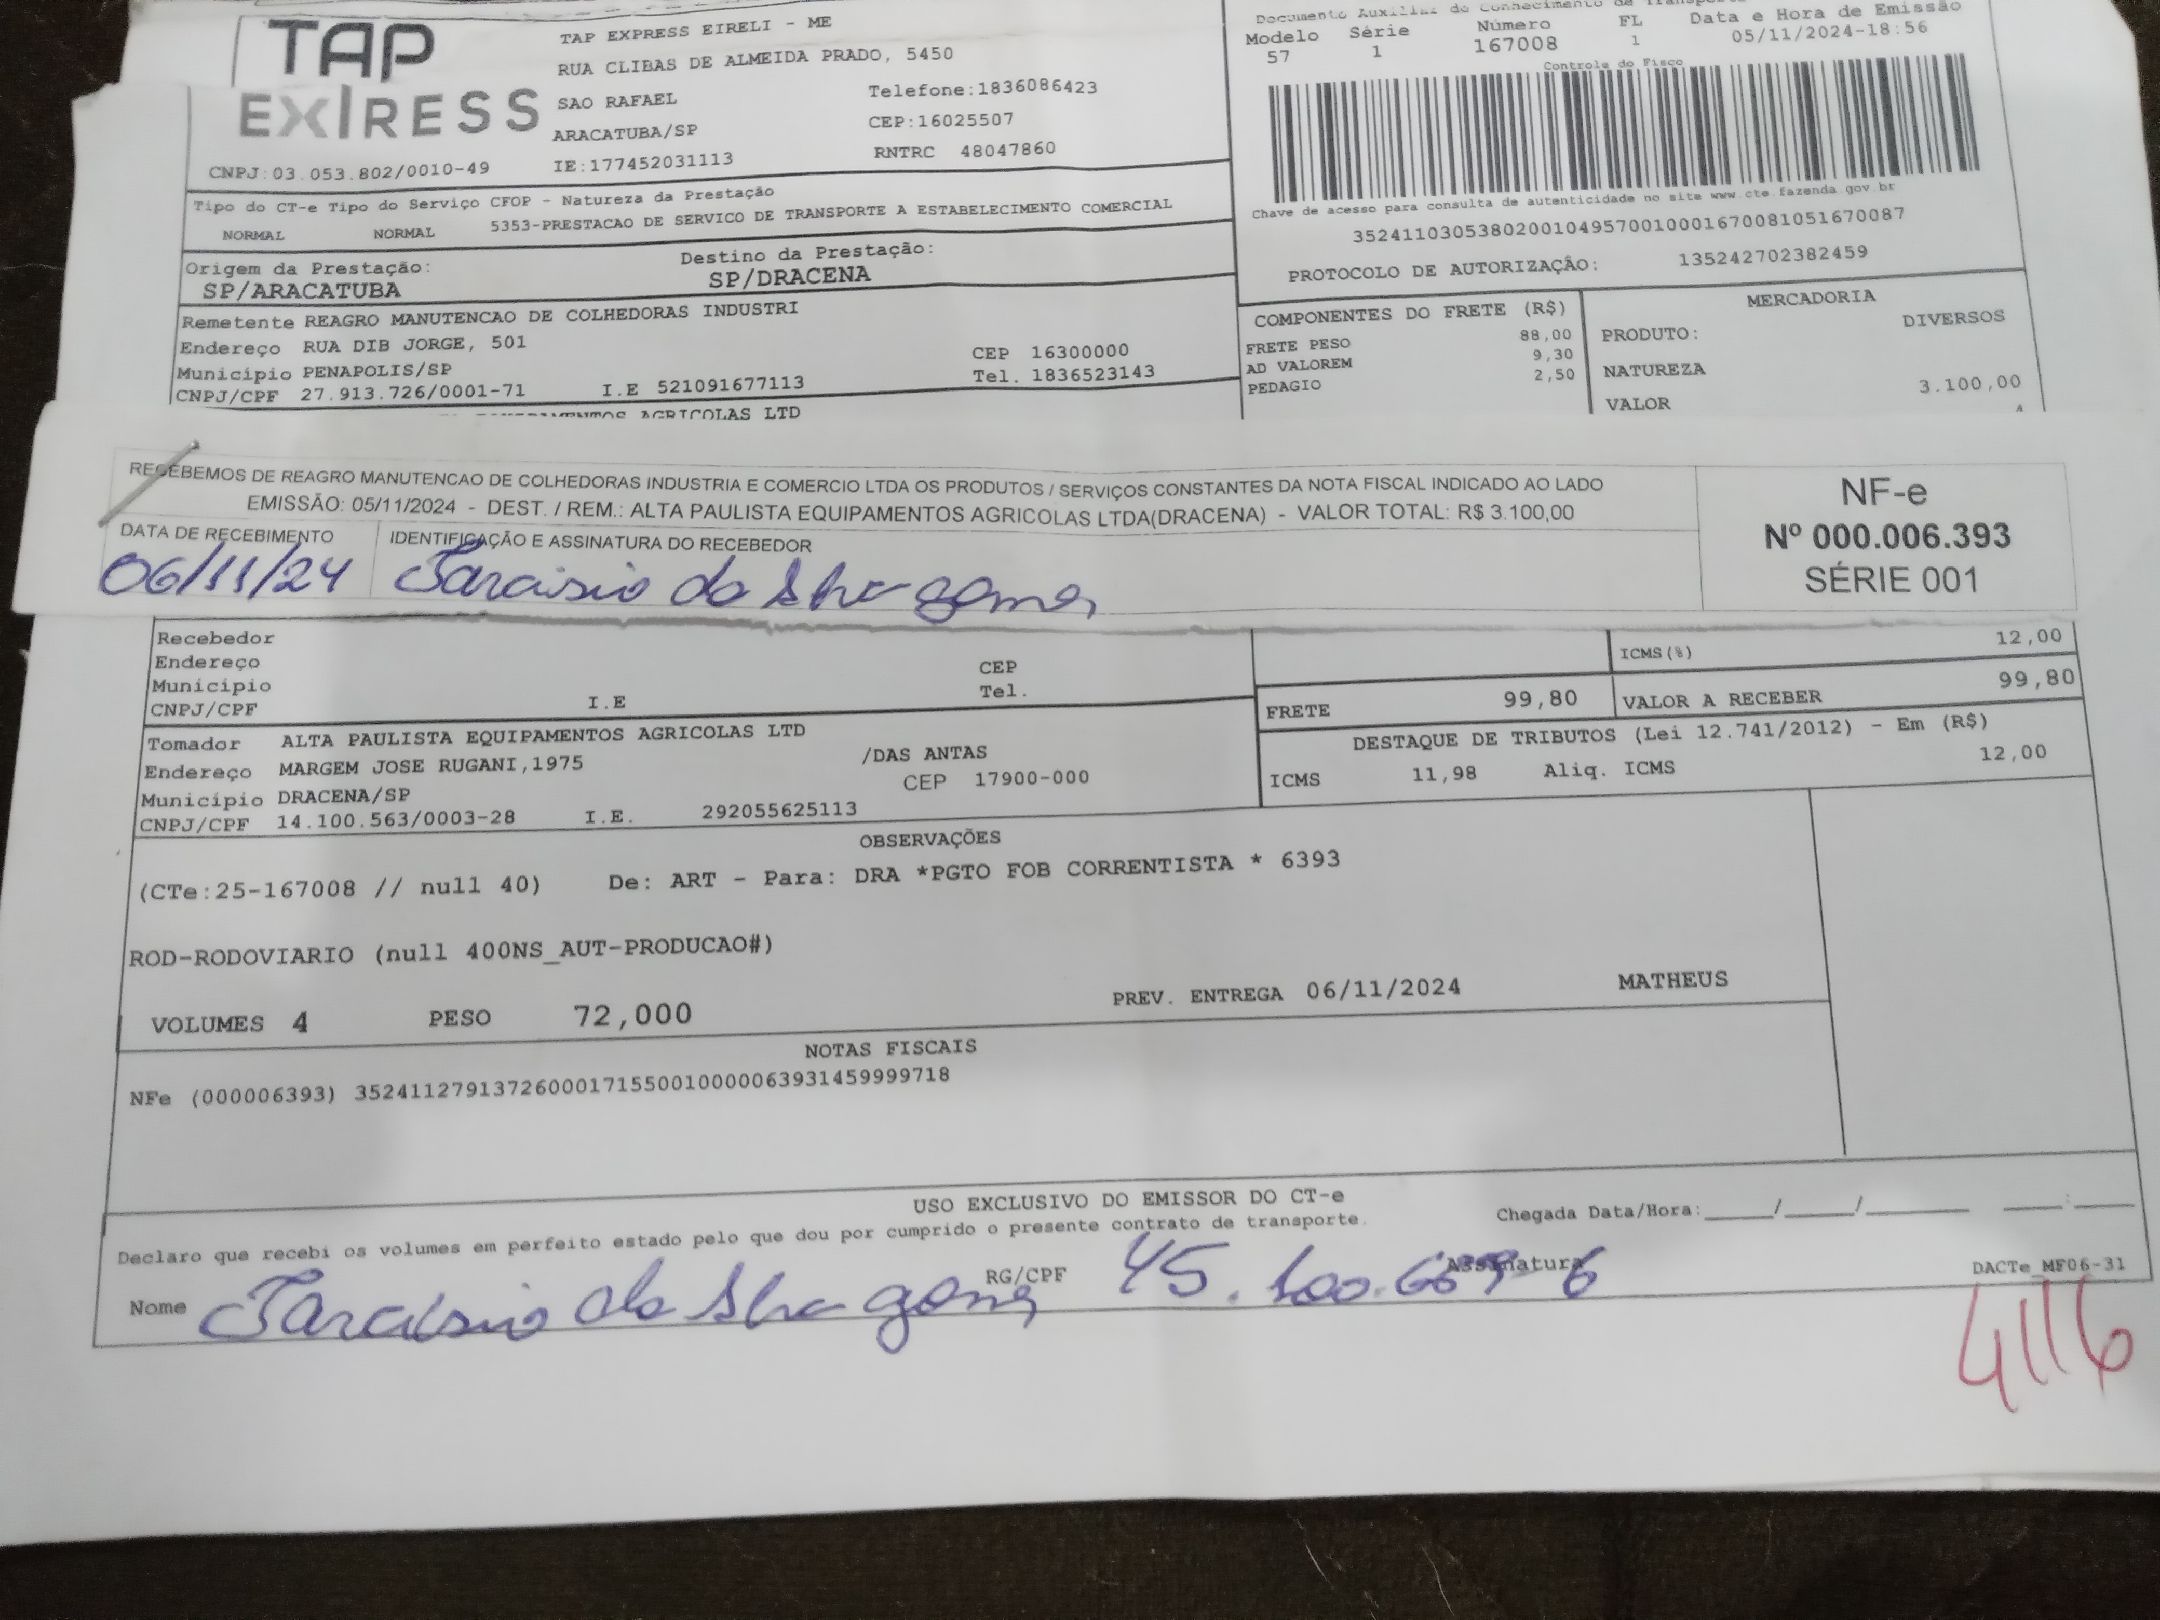 TAP
EXPRESS
TAP EXPRESS EIRELI - ME
RUA CLIBAS DE ALMEIDA PRADO, 5450
SAO RAFAEL
Telefone:1836086423
ARACATUBA/SP
CEP:16025507
CNPJ:03.053.802/0010-49
IE:177452031113
RNTRC 48047860
Documento Auxiliar do Conhecimento de
Modelo Série Número FL Data e Hora de Emissão
57 1 167008 1 05/11/2024-18:56
Controle do Fisco
Chave de acesso para consulta de autenticidade no site www.cte.fazenda.gov.br
35241103053802001049570010001670081051670087
PROTOCOLO DE AUTORIZAÇÃO: 135242702382459
Tipo do CT-e Tipo do Serviço CFOP - Natureza da Prestação
NORMAL NORMAL 5353-PRESTACAO DE SERVICO DE TRANSPORTE A ESTABELECIMENTO COMERCIAL
Origem da Prestação: Destino da Prestação:
SP/ARACATUBA SP/DRACENA
Remetente REAGRO MANUTENCAO DE COLHEDORAS INDUSTRI
Endereço RUA DIB JORGE, 501 CEP 16300000
Município PENAPOLIS/SP Tel. 1836523143
CNPJ/CPF 27.913.726/0001-71 I.E 521091677113
COMPONENTES DO FRETE (R$)
FRETE PESO 88,00
AD VALOREM 9,30
PEDAGIO 2,50
MERCADORIA
PRODUTO: DIVERSOS
NATUREZA
VALOR 3.100,00
AGRICOLAS LTD
RECEBEMOS DE REAGRO MANUTENCAO DE COLHEDORAS INDUSTRIA E COMERCIO LTDA OS PRODUTOS / SERVIÇOS CONSTANTES DA NOTA FISCAL INDICADO AO LADO
EMISSÃO: 05/11/2024 - DEST. / REM.: ALTA PAULISTA EQUIPAMENTOS AGRICOLAS LTDA(DRACENA) - VALOR TOTAL: R$ 3.100,00
DATA DE RECEBIMENTO IDENTIFICAÇÃO E ASSINATURA DO RECEBEDOR
06/11/24 Tarcisio da
NF-e
Nº 000.006.393
SÉRIE 001
Recebedor
Endereço CEP
Município Tel.
CNPJ/CPF I.E
ICMS(%) 12,00
FRETE 99,80 VALOR A RECEBER 99,80
Tomador ALTA PAULISTA EQUIPAMENTOS AGRICOLAS LTD
Endereço MARGEM JOSE RUGANI,1975 /DAS ANTAS
Município DRACENA/SP CEP 17900-000
CNPJ/CPF 14.100.563/0003-28 I.E. 292055625113
DESTAQUE DE TRIBUTOS (Lei 12.741/2012) - Em (R$)
ICMS 11,98 Aliq. ICMS 12,00
OBSERVAÇÕES
(CTe:25-167008 // null 40) De: ART - Para: DRA *PGTO FOB CORRENTISTA * 6393
ROD-RODOVIARIO (null 400NS_AUT-PRODUCAO#)
VOLUMES 4 PESO 72,000 PREV. ENTREGA 06/11/2024 MATHEUS
NOTAS FISCAIS
NFe (000006393) 35241127913726000171550010000063931459999718
USO EXCLUSIVO DO EMISSOR DO CT-e
Declaro que recebi os volumes em perfeito estado pelo que dou por cumprido o presente contrato de transporte.
Chegada Data/Hora:_____/_____/________ ____:____
Nome Tarcisio da RG/CPF Assinatura
DACTe MF06-31
4116